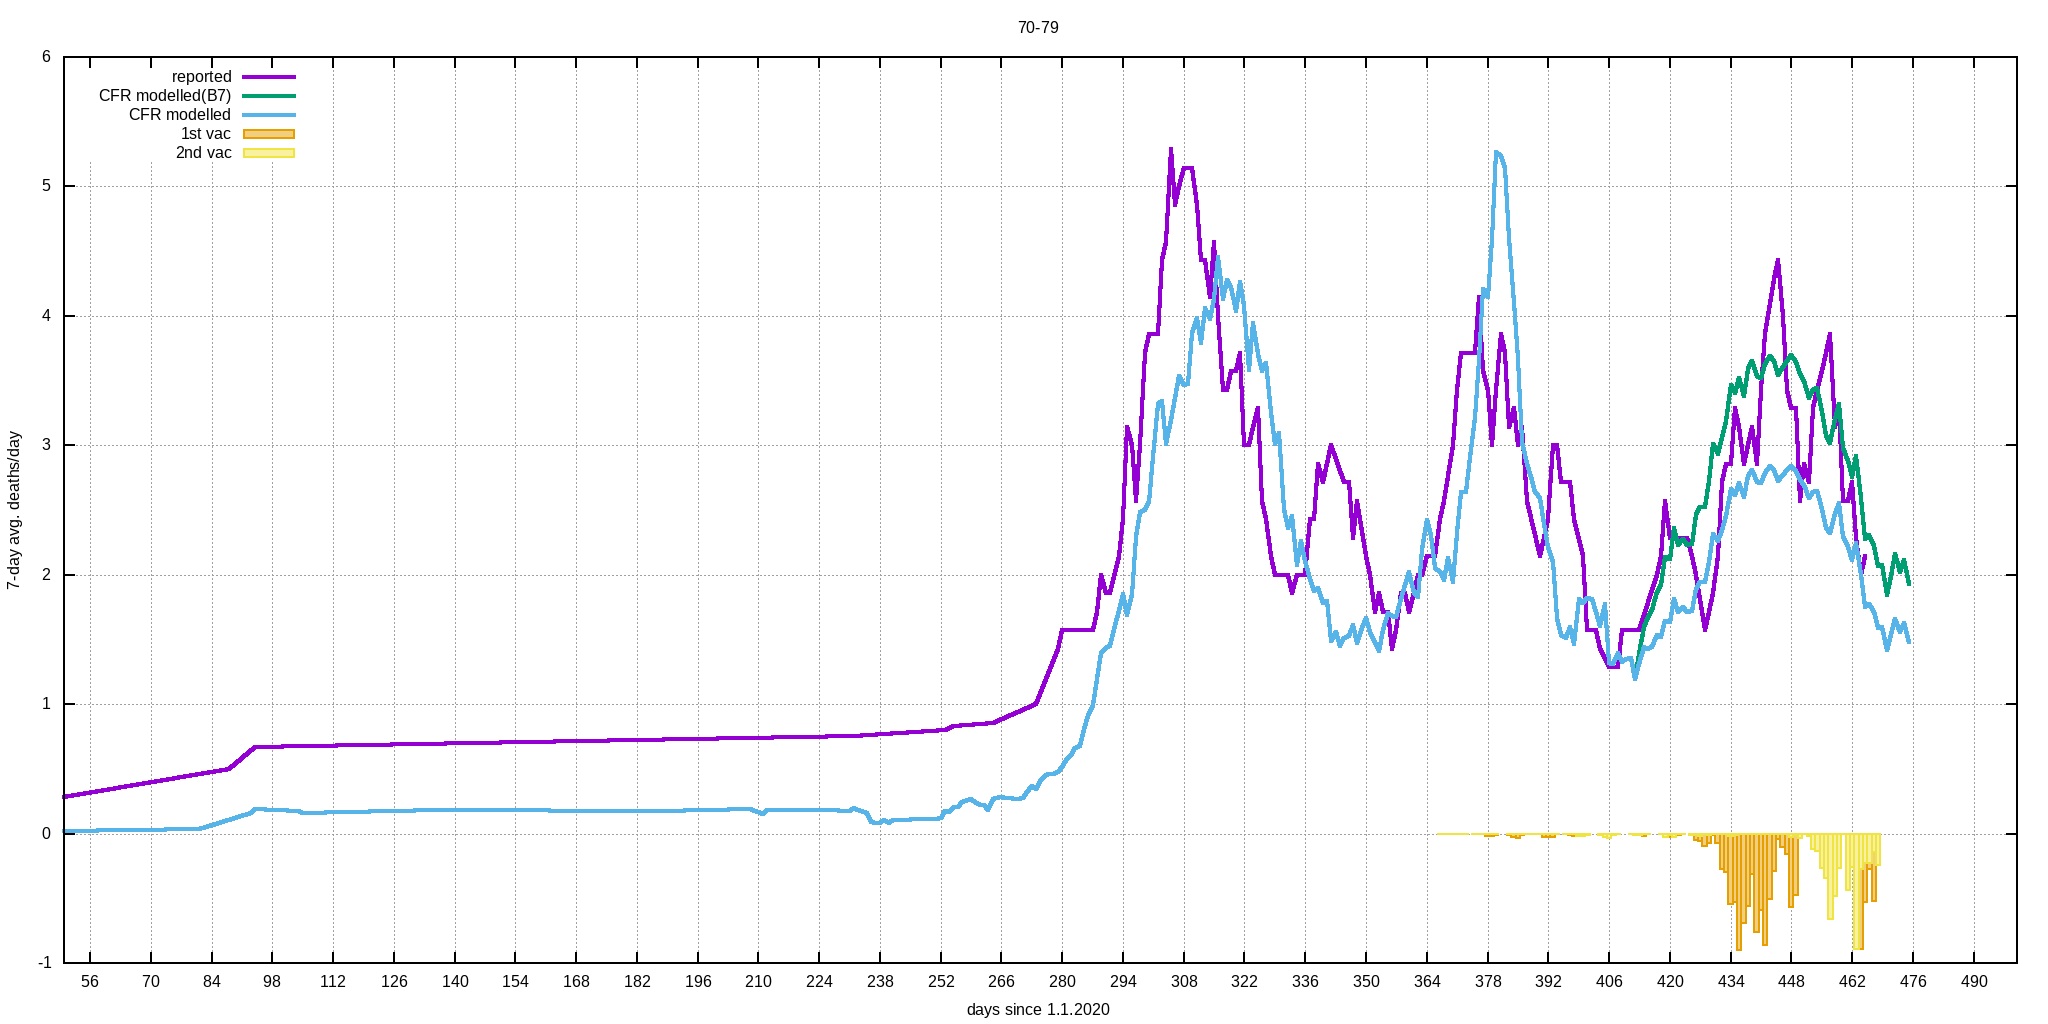 70-79
reported
CFR modelled(B7)
CFR modelled
1st vac
2nd vac
7-day avg. deaths/day
6
5
4
3
2
1
0
-1
56 70 84 98 112 126 140 154 168 182 196 210 224 238 252 266 280 294 308 322 336 350 364 378 392 406 420 434 448 462 476 490
days since 1.1.2020